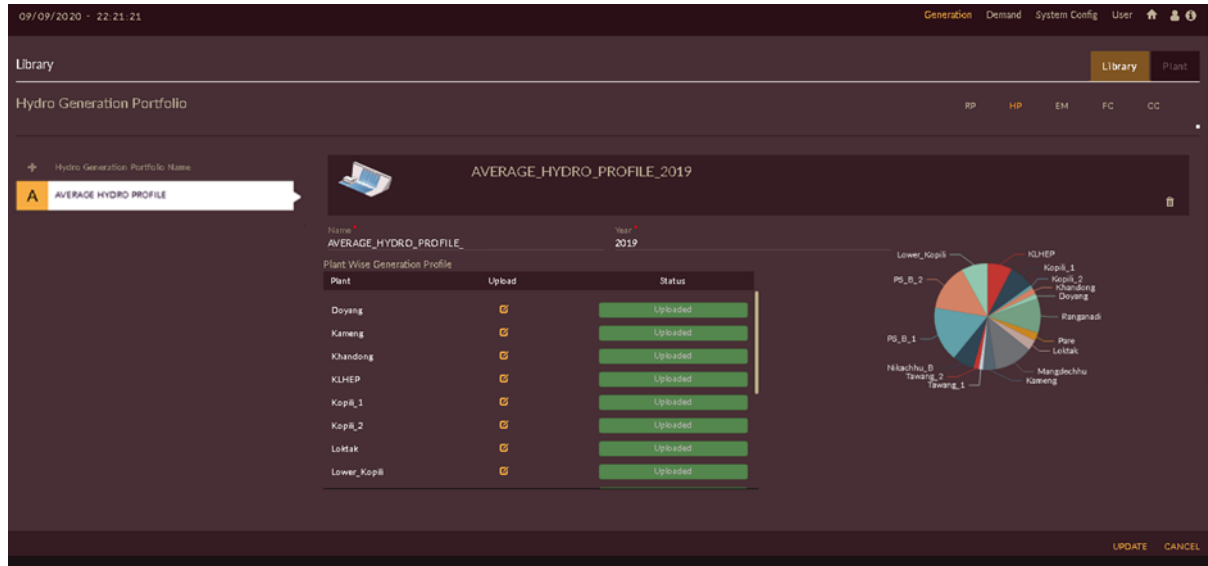 09/09/2020 - 22:21:21 Generation Demand System Config User
Library Library Plant
Hydro Generation Portfolio RP HP EM FC CC
Hydro Generation Portfolio Name
A AVERAGE HYDRO PROFILE
AVERAGE_HYDRO_PROFILE_2019
Name * Year *
AVERAGE_HYDRO_PROFILE_ 2019
Plant Wise Generation Profile
Plant Upload Status
Doyang Uploaded
Kameng Uploaded
Khandong Uploaded
KLHEP Uploaded
Kopili_1 Uploaded
Kopili_2 Uploaded
Loktak Uploaded
Lower_Kopili Uploaded
Lower_Kopili
KLHEP
Kopili_1
Kopili_2
Khandong
Doyang
Ranganadi
Pare
Loktak
Mangdechhu
Kameng
Tawang_1
Tawang_2
Nikachhu_B
PS_B_1
PS_B_2
UPDATE CANCEL